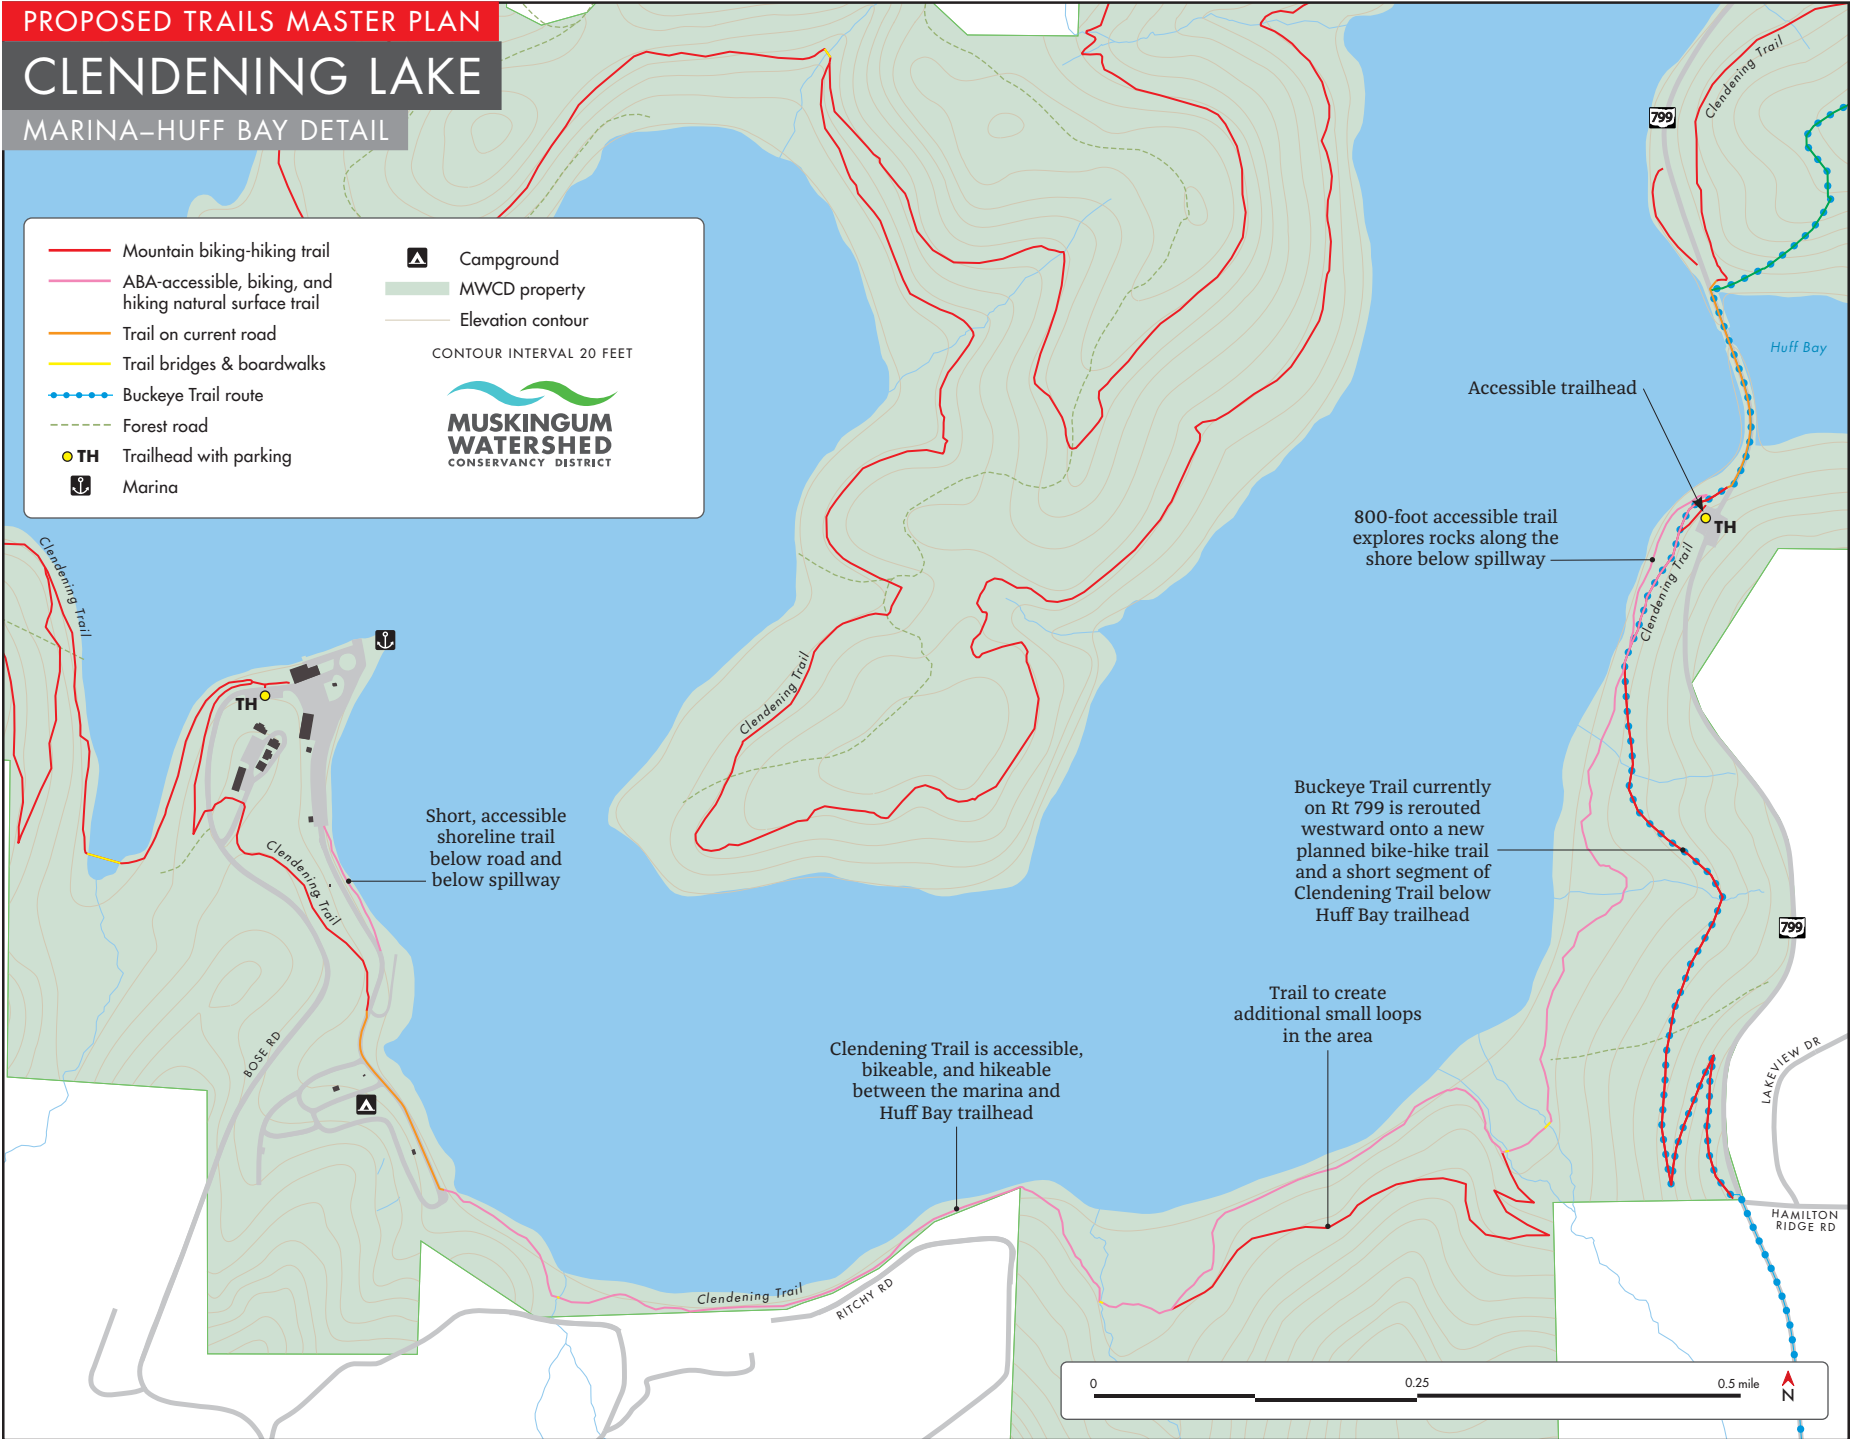 PROPOSED TRAILS MASTER PLAN
CLENDENING LAKE
MARINA–HUFF BAY DETAIL
Mountain biking-hiking trail
ABA-accessible, biking, and
hiking natural surface trail
Trail on current road
Trail bridges & boardwalks
Buckeye Trail route
Forest road
TH Trailhead with parking
Marina
Campground
MWCD property
Elevation contour
CONTOUR INTERVAL 20 FEET
MUSKINGUM
WATERSHED
CONSERVANCY DISTRICT
Clendening Trail
799
Huff Bay
Accessible trailhead
800-foot accessible trail
explores rocks along the
shore below spillway
TH
Clendening Trail
Clendening Trail
TH
Clendening Trail
Clendening Trail
Short, accessible
shoreline trail
below road and
below spillway
Buckeye Trail currently
on Rt 799 is rerouted
westward onto a new
planned bike-hike trail
and a short segment of
Clendening Trail below
Huff Bay trailhead
799
Trail to create
additional small loops
in the area
Clendening Trail is accessible,
bikeable, and hikeable
between the marina and
Huff Bay trailhead
BOSE RD
LAKEVIEW DR
HAMILTON
RIDGE RD
Clendening Trail
RITCHY RD
0 0.25 0.5 mile
N